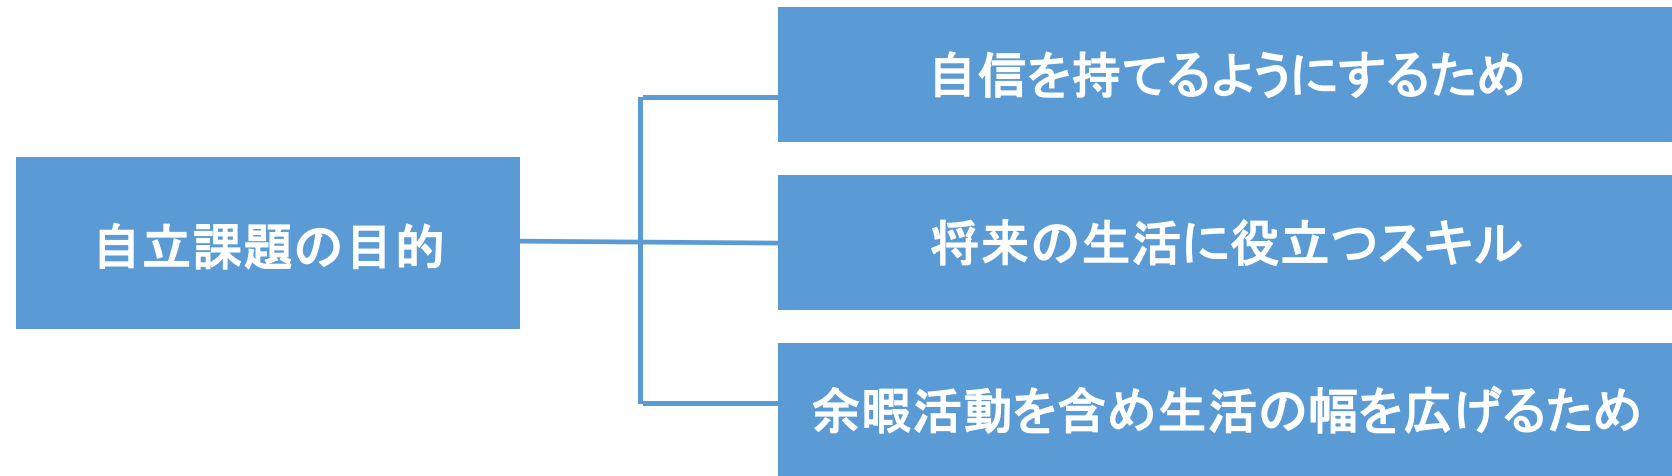 自信を持てるようにするため
自立課題の目的
将来の生活に役立つスキル
余暇活動を含め生活の幅を広げるため